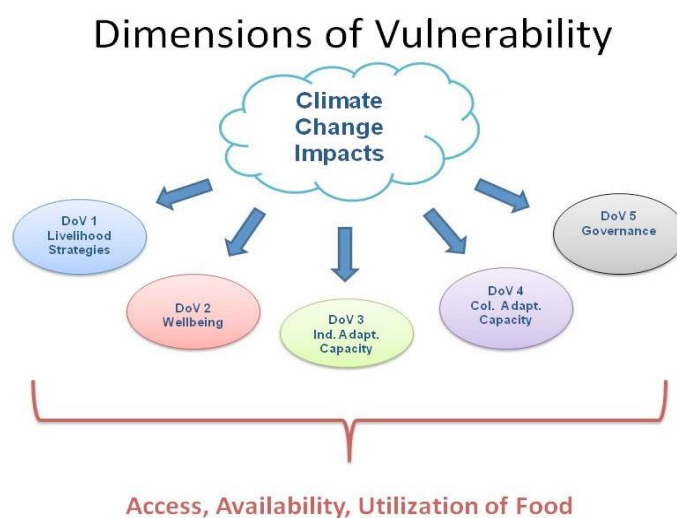 Dimensions of Vulnerability
Climate
Change
Impacts
DoV 1
Livelihood
Strategies
DoV 2
Wellbeing
DoV 3
Ind. Adapt.
Capacity
DoV 4
Col. Adapt.
Capacity
DoV 5
Governance
Access, Availability, Utilization of Food